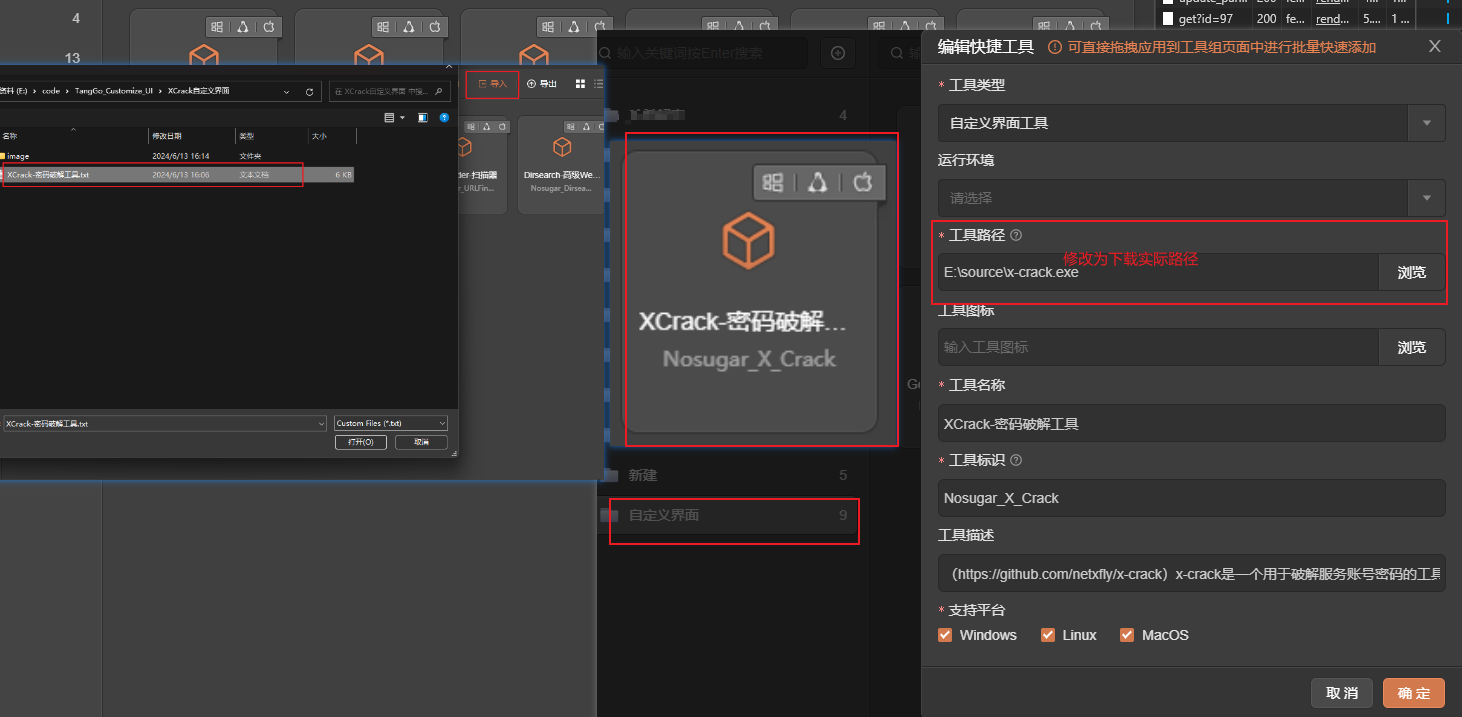 4
13
update_pan...
get?id=97 200 fe... rend... 5.... 1 ...
资料 (E:) > code > TangGo_Customize_UI > XCrack自定义界面
在 XCrack自定义界面 中搜...
名称 修改日期 类型 大小
image 2024/6/13 16:14 文件夹
XCrack-密码破解工具.txt 2024/6/13 16:06 文本文档 6 KB
XCrack-密码破解工具.txt
Custom Files (*.txt)
打开(O) 取消
导入 导出
der-扫描器
r_URLFin...
Dirsearch-高级We...
Nosugar_Dirsea...
输入关键词按Enter搜索
4
XCrack-密码破解...
Nosugar_X_Crack
新建 5
自定义界面 9
编辑快捷工具 可直接拖拽应用到工具组页面中进行批量快速添加
* 工具类型
自定义界面工具
运行环境
请选择
* 工具路径
修改为下载实际路径
E:\source\x-crack.exe 浏览
工具图标
输入工具图标 浏览
* 工具名称
XCrack-密码破解工具
* 工具标识
Nosugar_X_Crack
工具描述
（https://github.com/netxfly/x-crack）x-crack是一个用于破解服务账号密码的工具
* 支持平台
Windows Linux MacOS
取 消 确 定